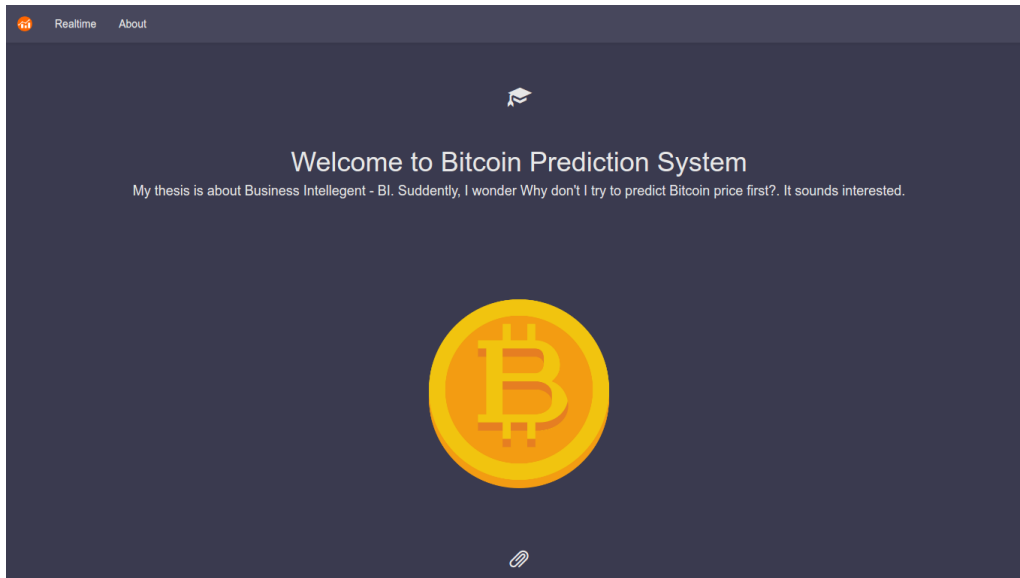 Realtime About
Welcome to Bitcoin Prediction System
My thesis is about Business Intellegent - BI. Suddently, I wonder Why don't I try to predict Bitcoin price first?. It sounds interested.